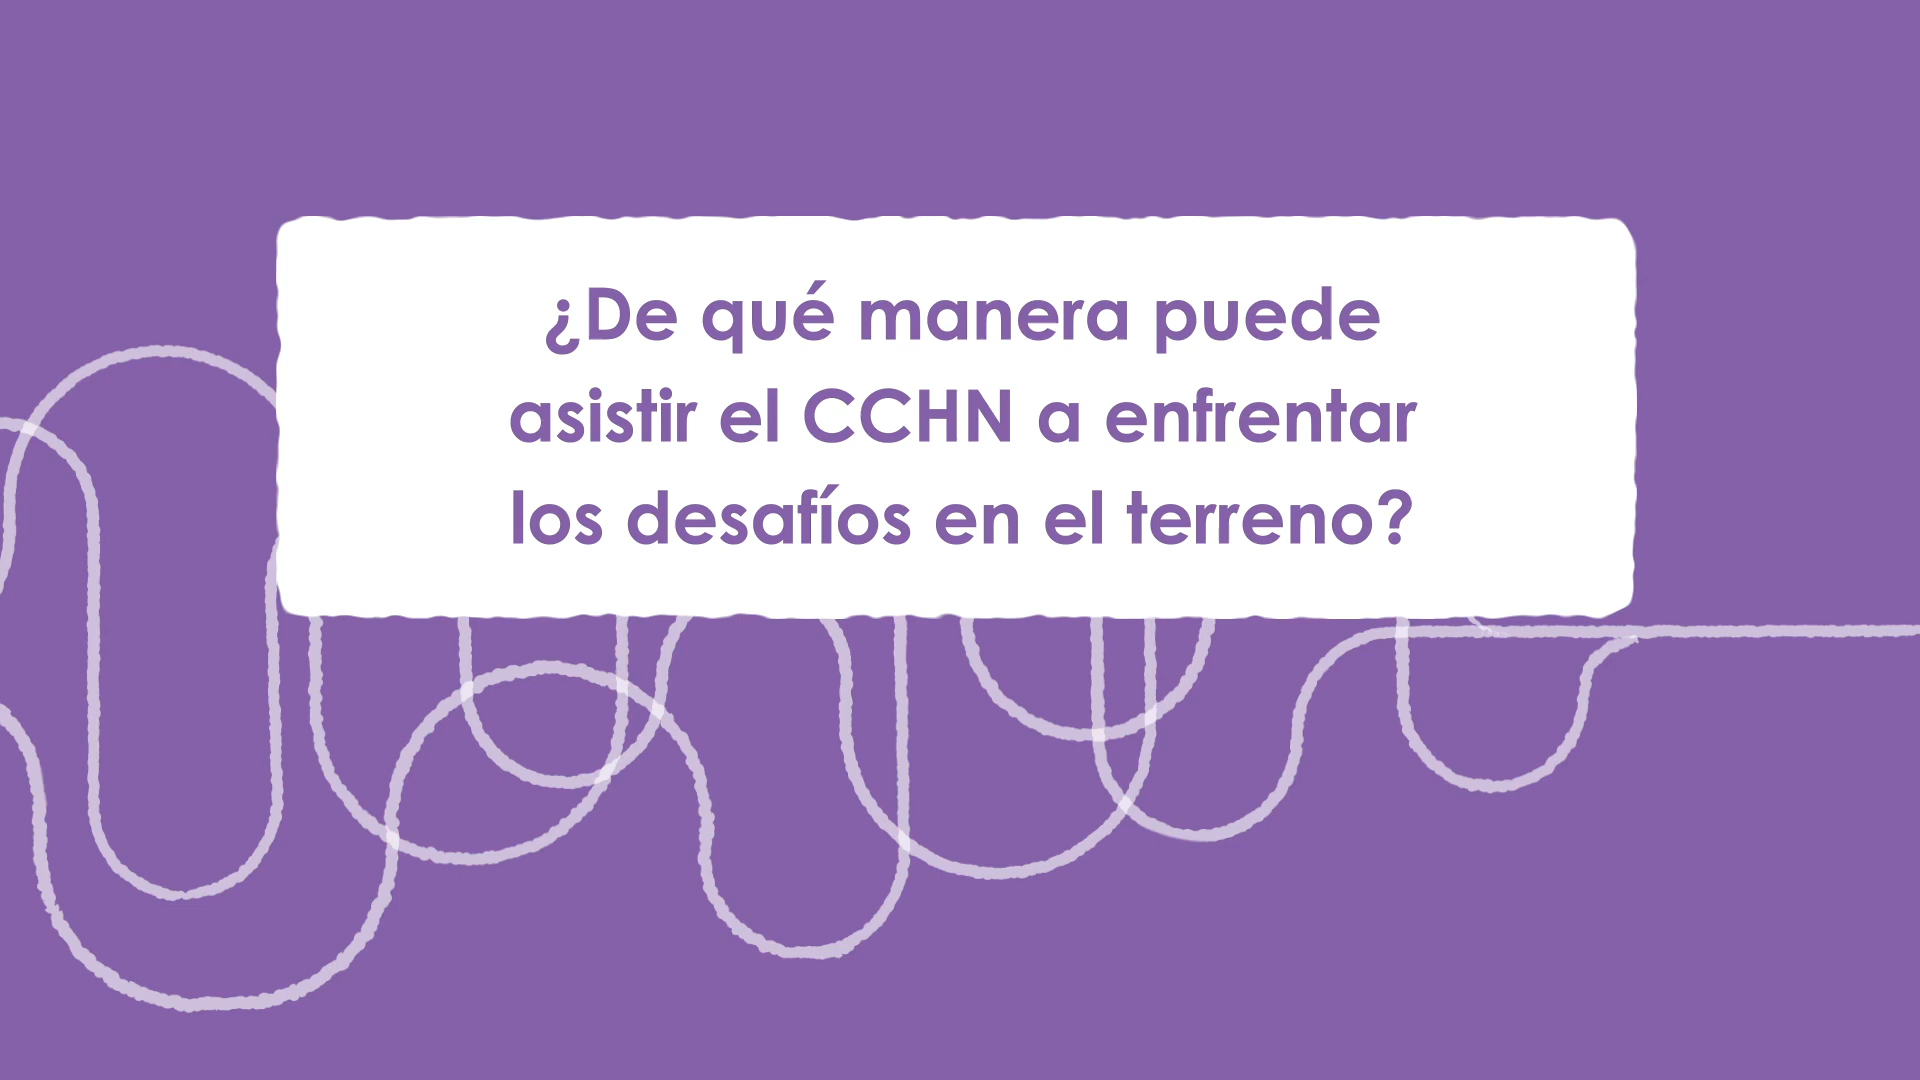 ¿De qué manera puede
asistir el CCHN a enfrentar
los desafíos en el terreno?